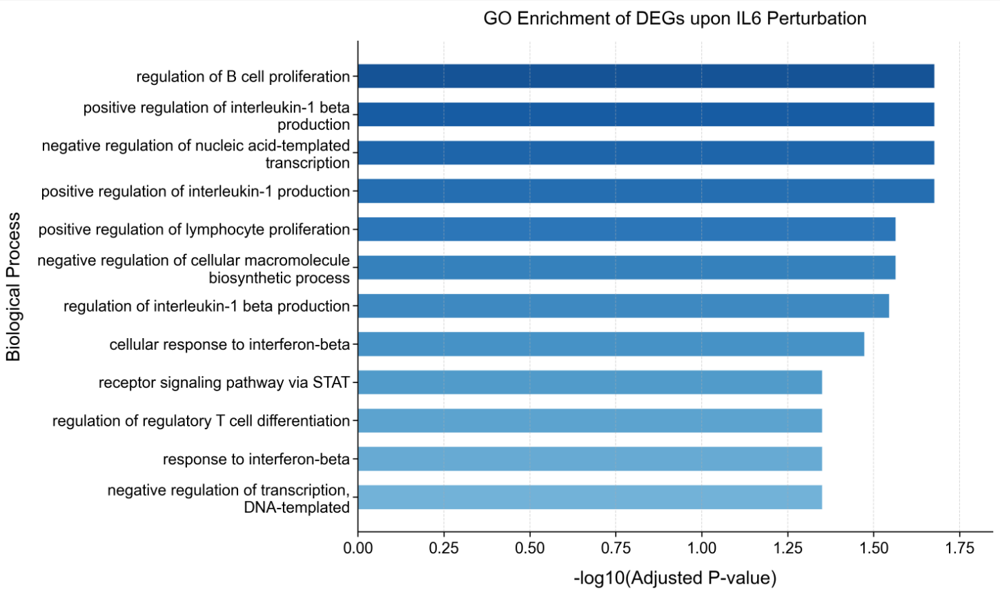 GO Enrichment of DEGs upon IL6 Perturbation
regulation of B cell proliferation
positive regulation of interleukin-1 beta
production
negative regulation of nucleic acid-templated
transcription
positive regulation of interleukin-1 production
positive regulation of lymphocyte proliferation
negative regulation of cellular macromolecule
biosynthetic process
regulation of interleukin-1 beta production
cellular response to interferon-beta
receptor signaling pathway via STAT
regulation of regulatory T cell differentiation
response to interferon-beta
negative regulation of transcription,
DNA-templated
Biological Process
0.00 0.25 0.50 0.75 1.00 1.25 1.50 1.75
-log10(Adjusted P-value)